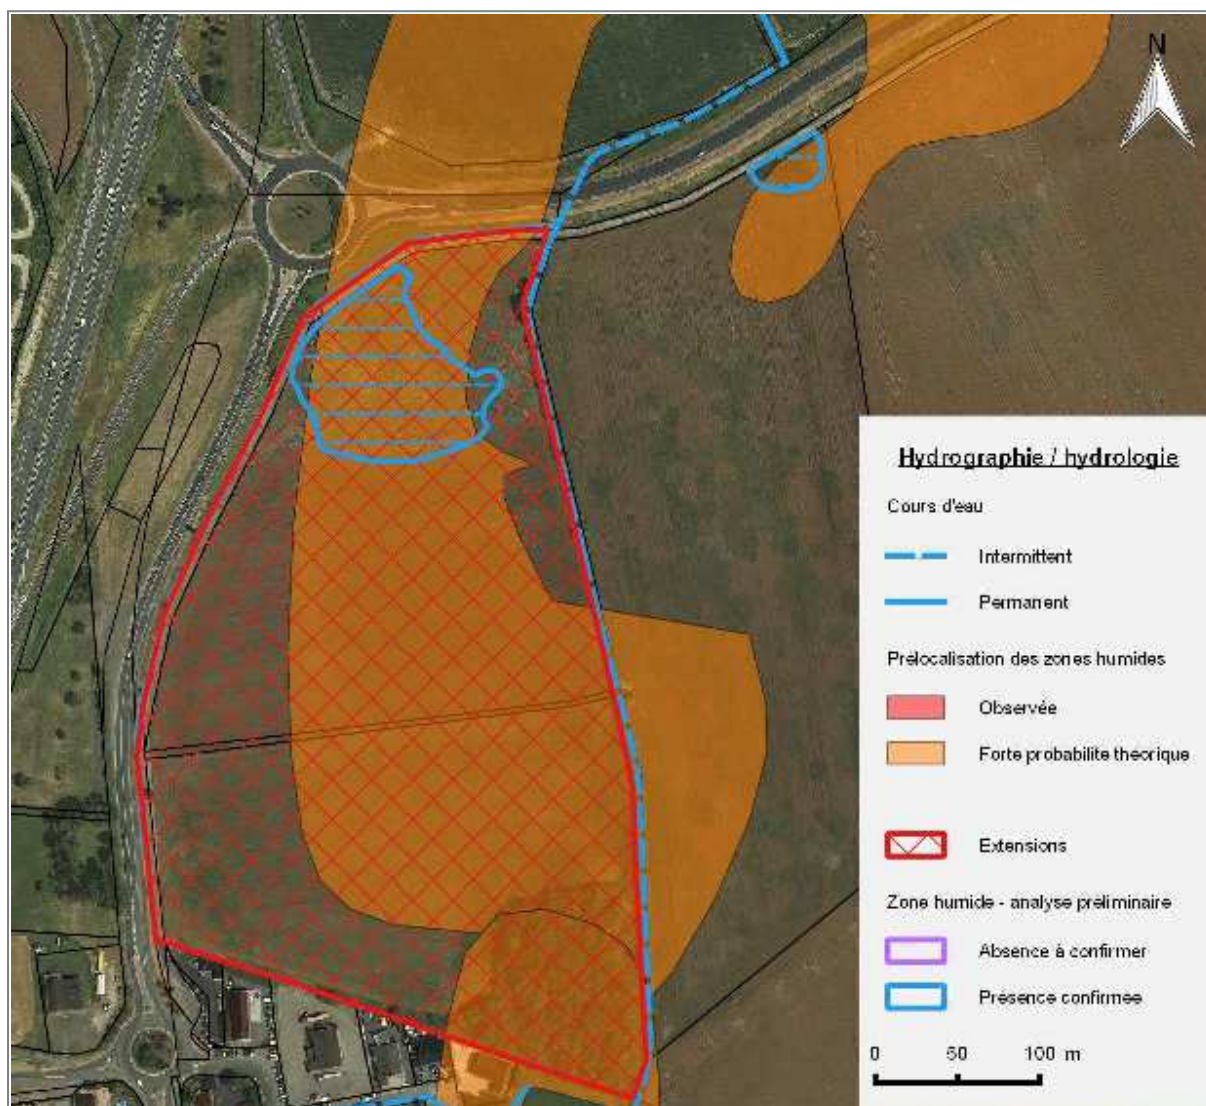 N
Hydrographie / hydrologie
Cours d'eau
Intermittent
Permanent
Prélocalisation des zones humides
Observée
Forte probabilité théorique
Extensions
Zone humide - analyse préliminaire
Absence à confirmer
Présence confirmée
0 50 100 m